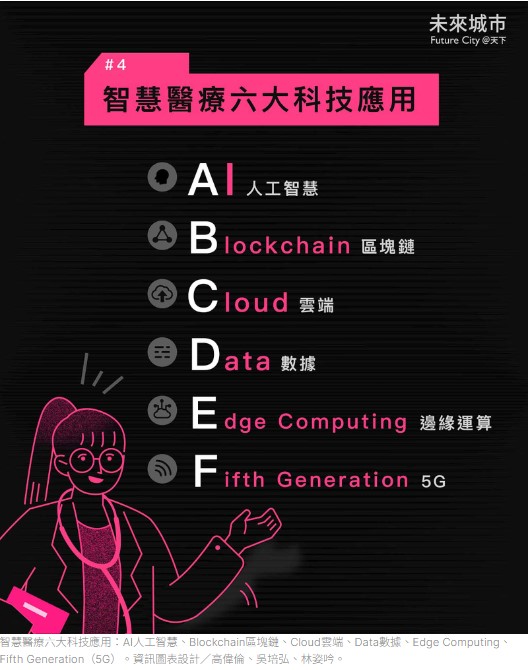 未來城市
Future City @天下
#4
智慧醫療六大科技應用
AI 人工智慧
Blockchain 區塊鏈
Cloud 雲端
Data 數據
Edge Computing 邊緣運算
Fifth Generation 5G
智慧醫療六大科技應用：AI人工智慧、Blockchain區塊鏈、Cloud雲端、Data數據、Edge Computing、
Fifth Generation（5G）。資訊圖表設計／高偉倫、吳培弘、林姿吟。